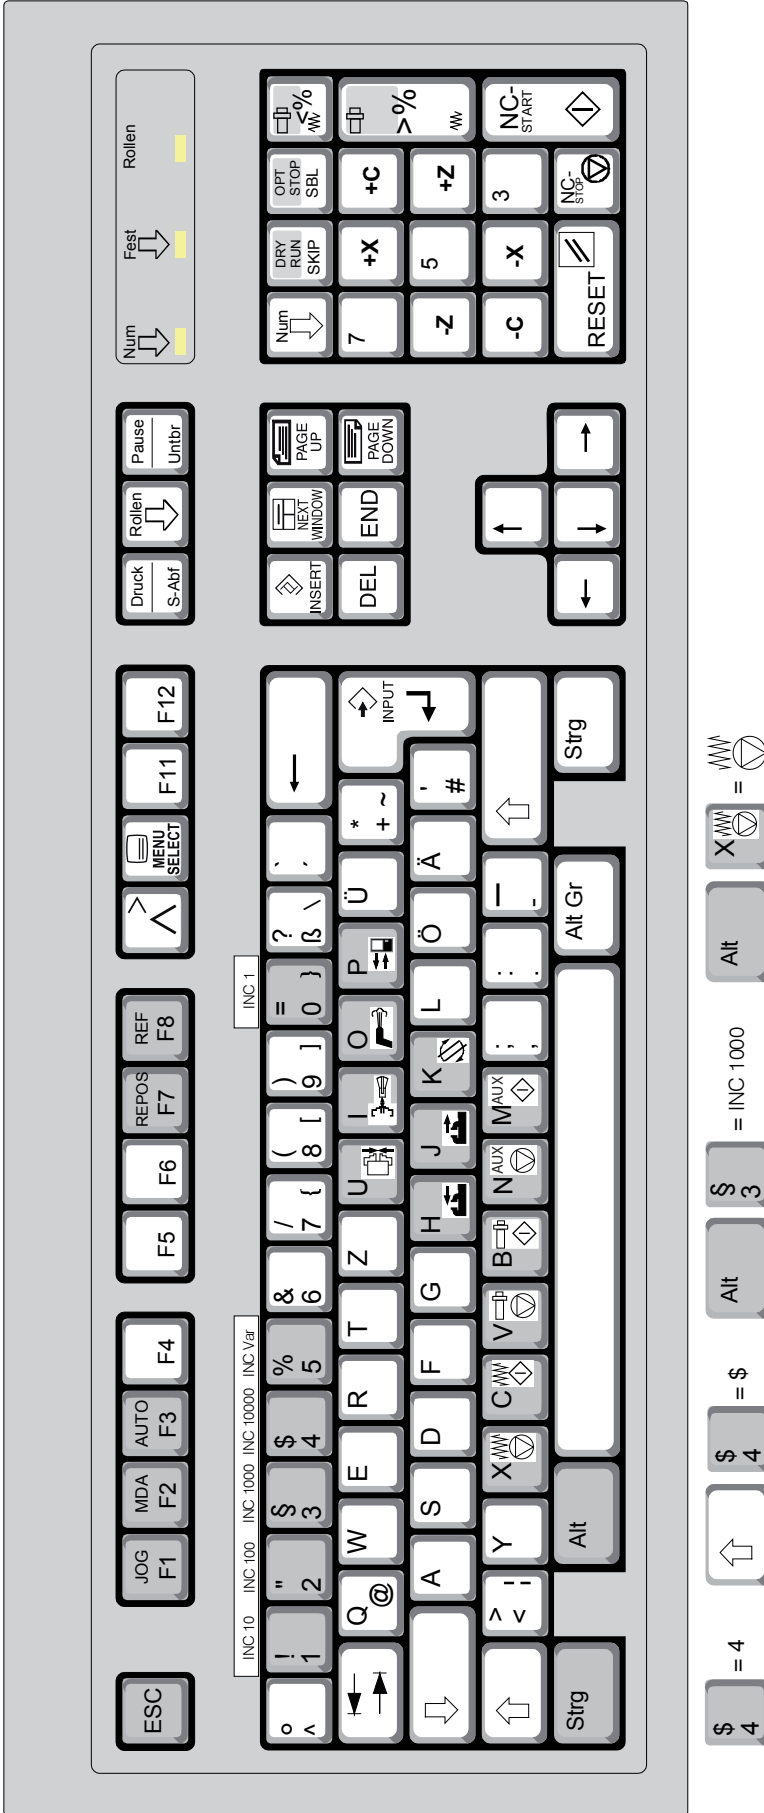 ESC
JOG F1
MDA F2
AUTO F3
F4
F5
F6
REPOS F7
REF F8
MENU SELECT
F11
F12
Druck S-Abf
Rollen
Pause Untbr
Num
Fest
Rollen
INC 10
INC 100
INC 1000
INC 10000
INC Var
INC 1
° ^
! 1
" 2
§ 3
$ 4
% 5
& 6
/ 7 {
( 8 [
) 9 ]
= 0 }
? ß \
INSERT
NEXT WINDOW
PAGE UP
Num
DRY RUN SKIP
OPT STOP SBL
<%
Q @
W
E
R
T
Z
U
I
O
P
Ü
* + ~
INPUT
DEL
END
PAGE DOWN
7
+X
+C
>%
A
S
D
F
G
H
J
K
L
Ö
Ä
' #
-Z
5
+Z
> < ¦
Y
X
C
V
B
N AUX
M AUX
; ,
: .
_ -
-C
-X
3
NC- START
Strg
Alt
Alt Gr
Strg
RESET
NC- STOP
$ 4
= 4
$ 4
= $
Alt
§ 3
= INC 1000
Alt
X
=